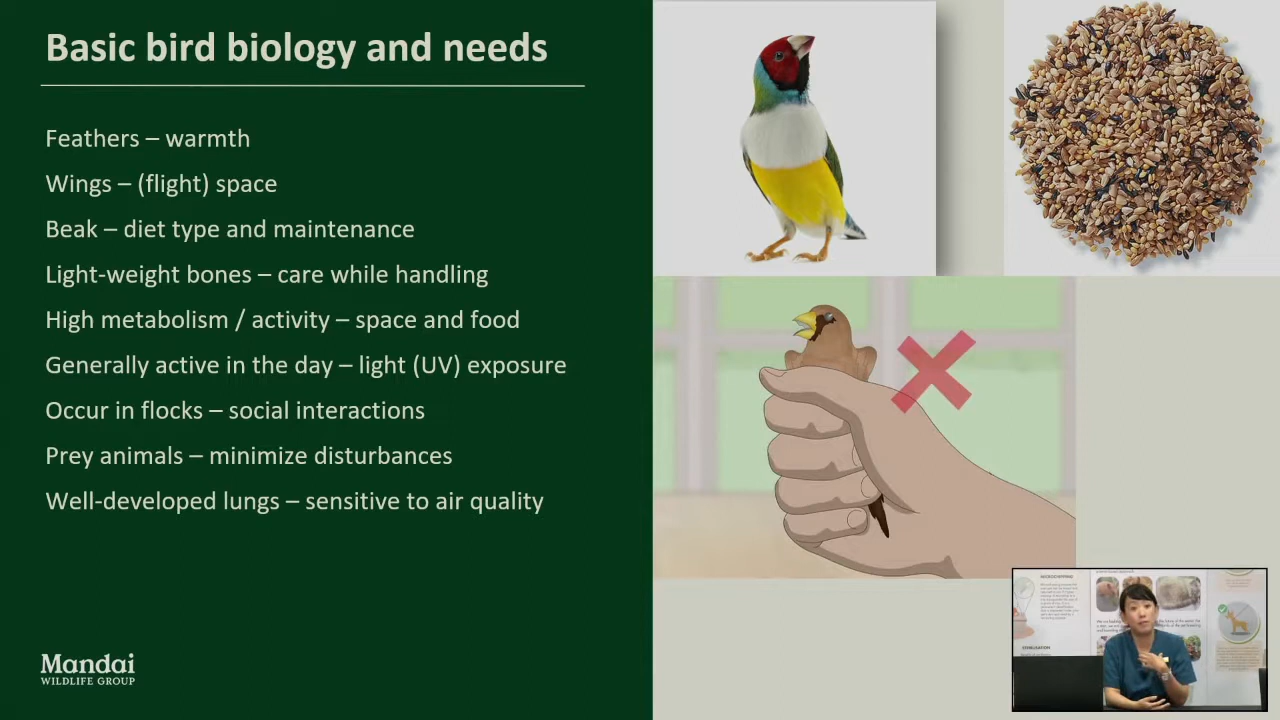 Basic bird biology and needs
Feathers – warmth
Wings – (flight) space
Beak – diet type and maintenance
Light-weight bones – care while handling
High metabolism / activity – space and food
Generally active in the day – light (UV) exposure
Occur in flocks – social interactions
Prey animals – minimize disturbances
Well-developed lungs – sensitive to air quality
Mandai
WILDLIFE GROUP
MICROCHIPPING
STERILISATION